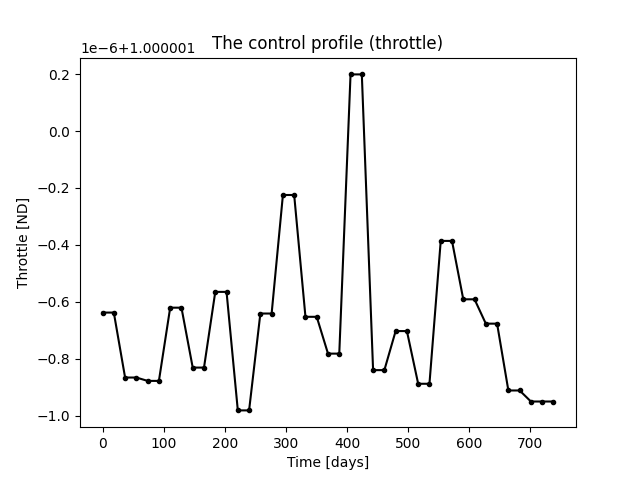 The control profile (throttle)
1e−6+1.000001
0.2
0.0
−0.2
−0.4
−0.6
−0.8
−1.0
Throttle [ND]
0 100 200 300 400 500 600 700
Time [days]